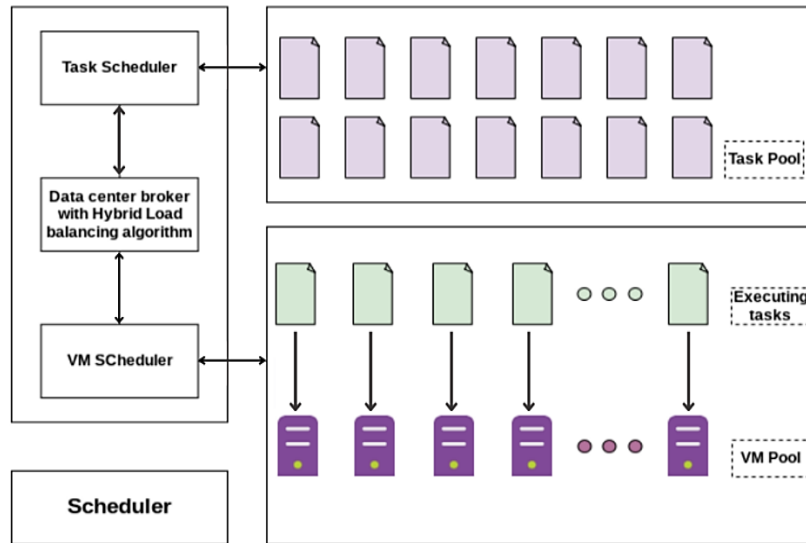 Task Scheduler
Data center broker
with Hybrid Load
balancing algorithm
VM SCheduler
Scheduler
Task Pool
Executing
tasks
VM Pool